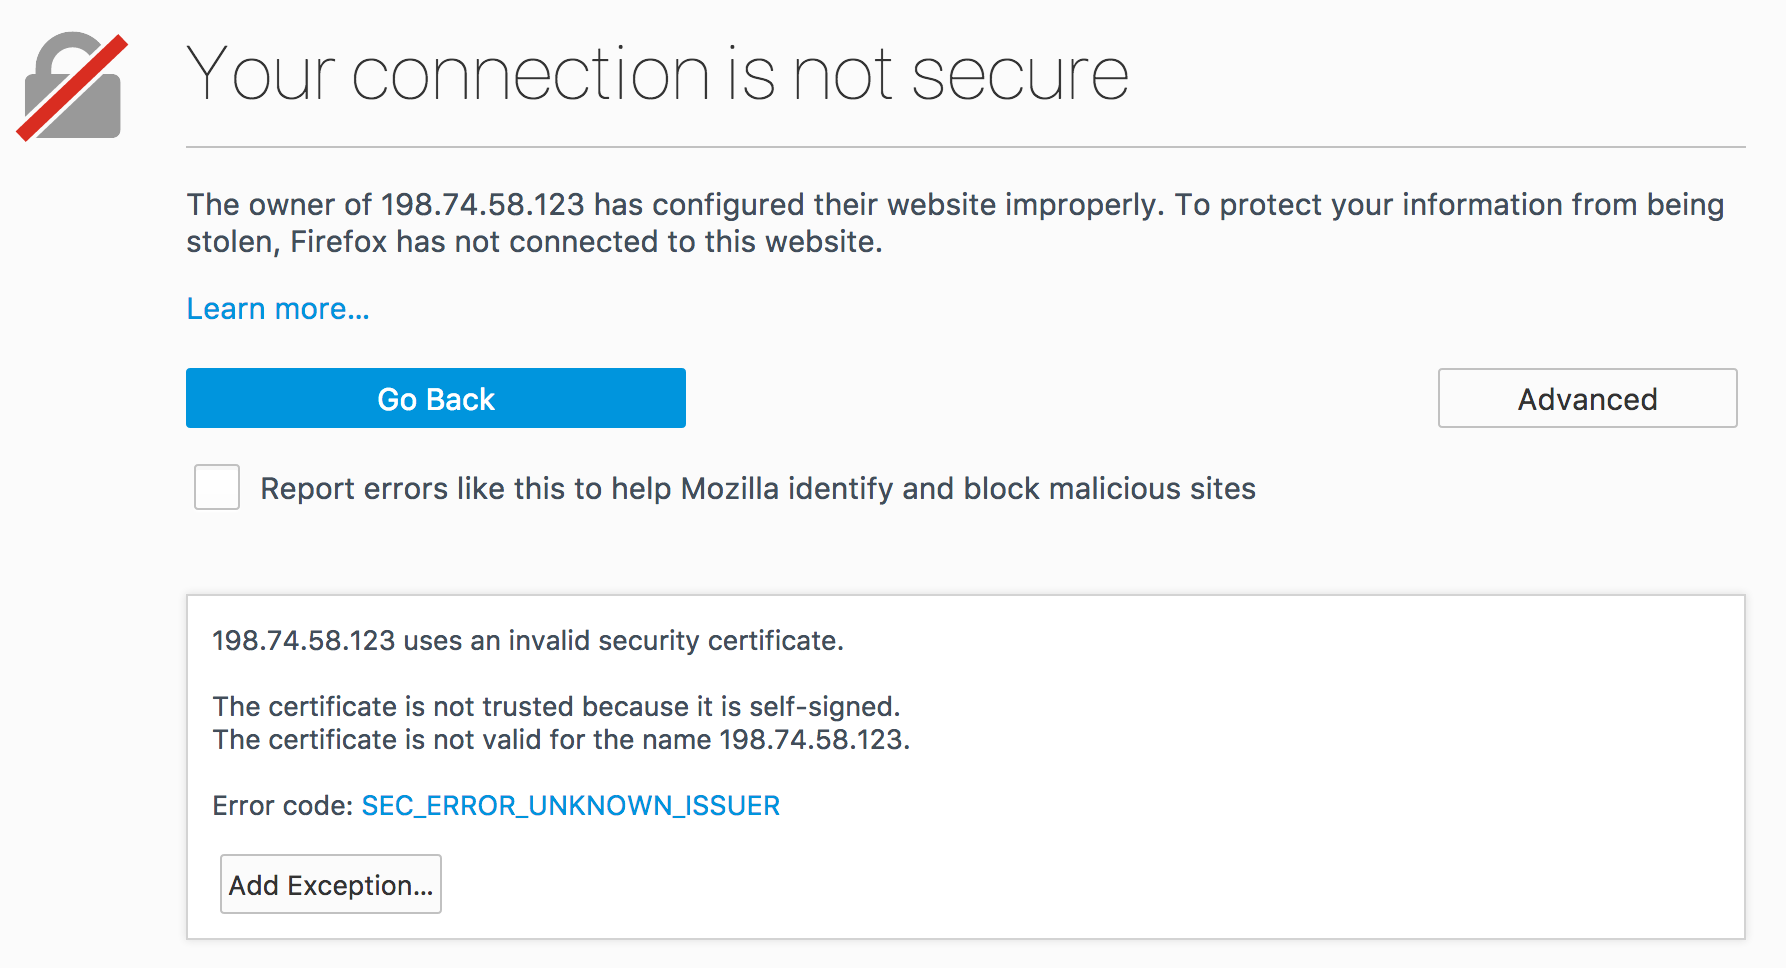 Your connection is not secure
The owner of 198.74.58.123 has configured their website improperly. To protect your information from being
stolen, Firefox has not connected to this website.
Learn more...
Go Back
Advanced
Report errors like this to help Mozilla identify and block malicious sites
198.74.58.123 uses an invalid security certificate.
The certificate is not trusted because it is self-signed.
The certificate is not valid for the name 198.74.58.123.
Error code: SEC_ERROR_UNKNOWN_ISSUER
Add Exception...